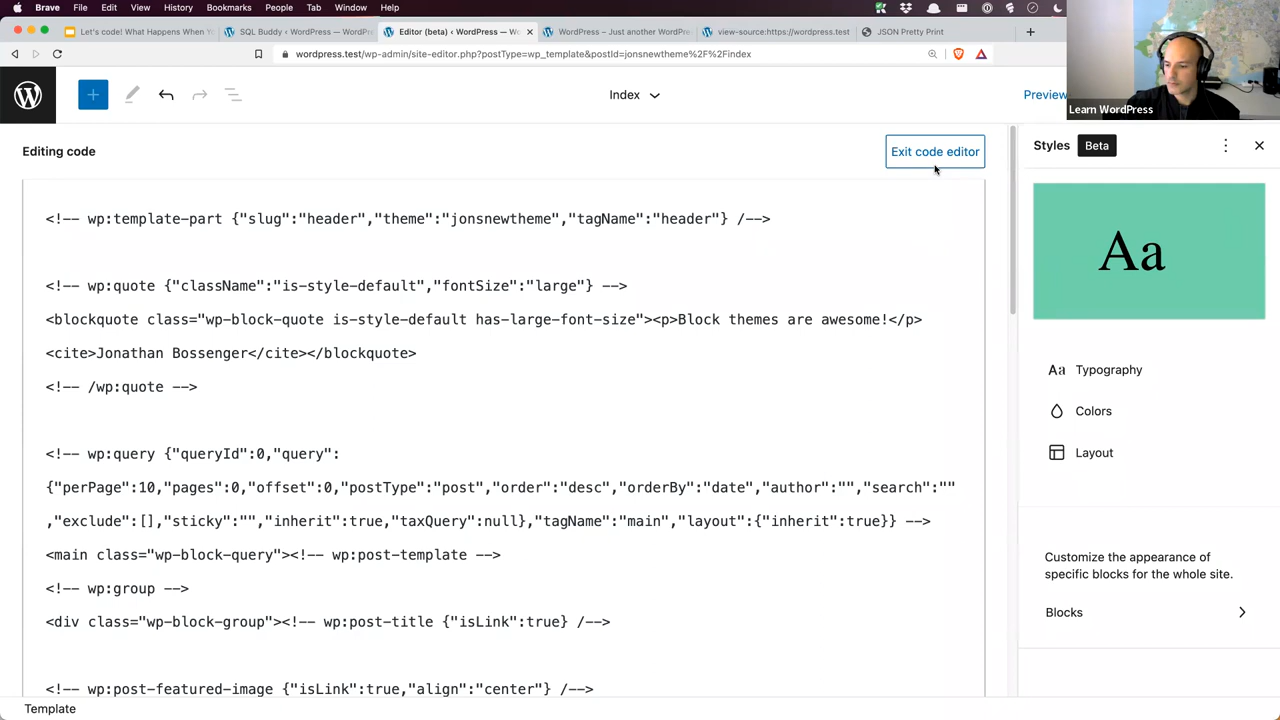 Brave File Edit View History Bookmarks People Tab Window Help
Let's code! What Happens When Y
SQL Buddy ‹ WordPress — WordPr
Editor (beta) ‹ WordPress — Wo
WordPress – Just another WordPre
view-source:https://wordpress.test
JSON Pretty Print
wordpress.test/wp-admin/site-editor.php?postType=wp_template&postId=jonsnewtheme%2F%2Findex
Index
Preview
Learn WordPress
Editing code
Exit code editor
Styles Beta
<!-- wp:template-part {"slug":"header","theme":"jonsnewtheme","tagName":"header"} /-->
<!-- wp:quote {"className":"is-style-default","fontSize":"large"} -->
<blockquote class="wp-block-quote is-style-default has-large-font-size"><p>Block themes are awesome!</p>
<cite>Jonathan Bossenger</cite></blockquote>
<!-- /wp:quote -->
<!-- wp:query {"queryId":0,"query":
{"perPage":10,"pages":0,"offset":0,"postType":"post","order":"desc","orderBy":"date","author":"","search":""
,"exclude":[],"sticky":"","inherit":true,"taxQuery":null},"tagName":"main","layout":{"inherit":true}} -->
<main class="wp-block-query"><!-- wp:post-template -->
<!-- wp:group -->
<div class="wp-block-group"><!-- wp:post-title {"isLink":true} /-->
<!-- wp:post-featured-image {"isLink":true,"align":"center"} /-->
Aa
Aa Typography
Colors
Layout
Customize the appearance of
specific blocks for the whole site.
Blocks
Template